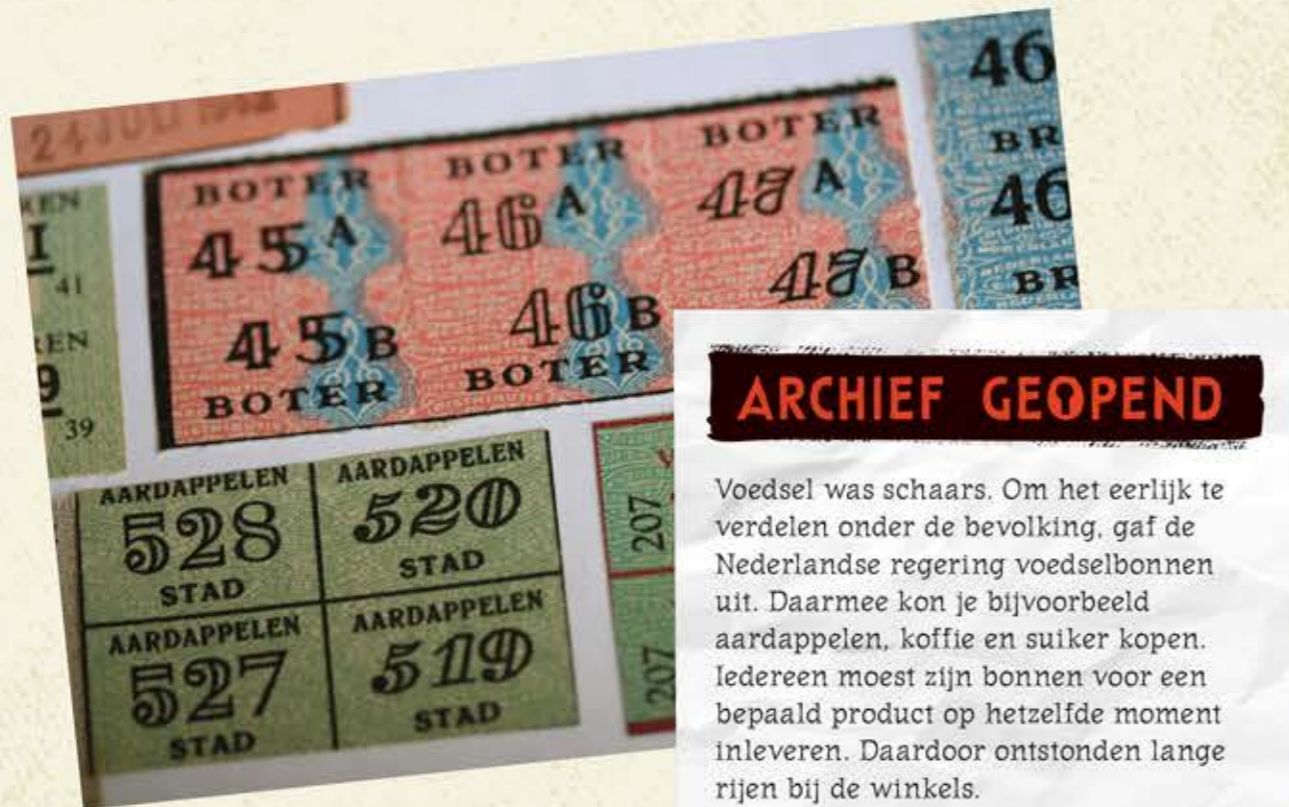 24 JULI
BOTER
45 A
45 B
BOTER
BOTER
46 A
46 B
BOTER
BOTER
47 A
47 B
46
BR
46
BR
41
39
AARDAPPELEN
528
STAD
AARDAPPELEN
520
STAD
AARDAPPELEN
527
STAD
AARDAPPELEN
519
STAD
207
207
ARCHIEF GEOPEND
Voedsel was schaars. Om het eerlijk te
verdelen onder de bevolking, gaf de
Nederlandse regering voedselbonnen
uit. Daarmee kon je bijvoorbeeld
aardappelen, koffie en suiker kopen.
Iedereen moest zijn bonnen voor een
bepaald product op hetzelfde moment
inleveren. Daardoor ontstonden lange
rijen bij de winkels.